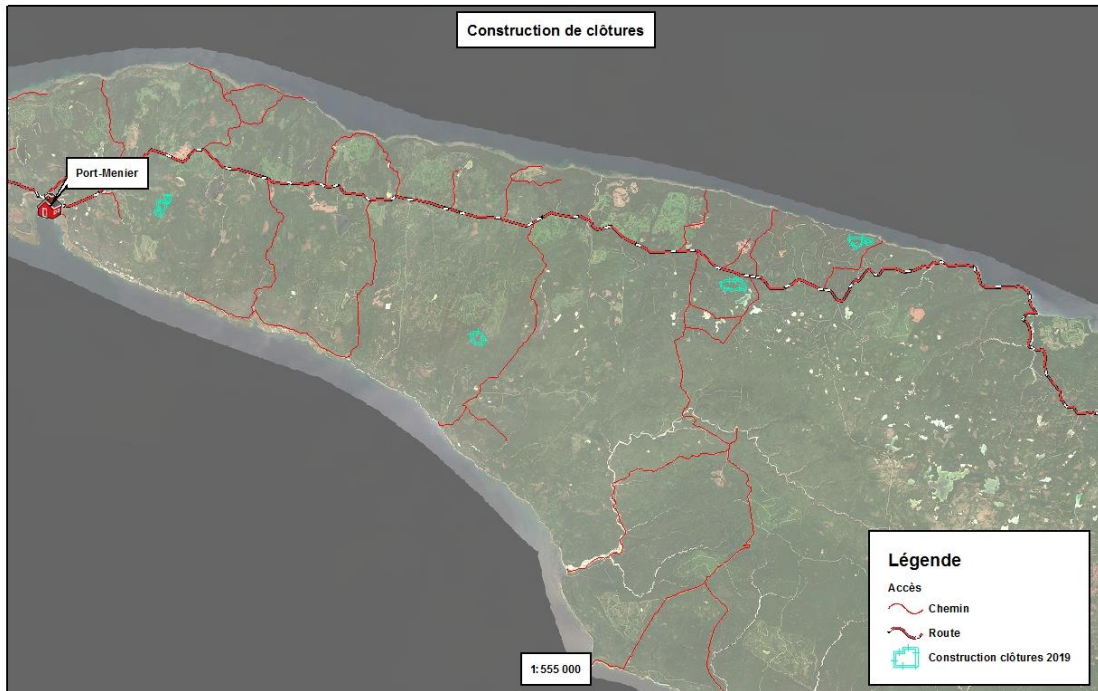 Construction de clôtures
Port-Menier
Légende
Accès
Chemin
Route
Construction clôtures 2019
1:555 000